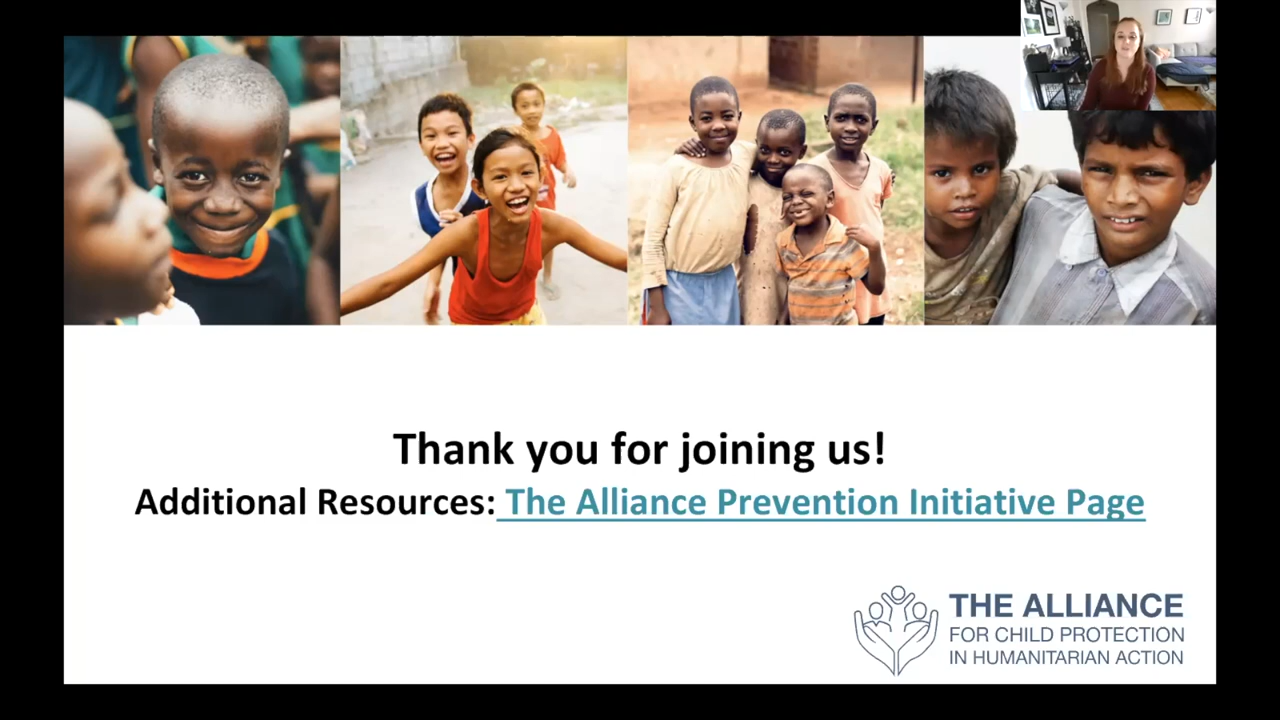 Thank you for joining us!
Additional Resources: The Alliance Prevention Initiative Page
THE ALLIANCE
FOR CHILD PROTECTION
IN HUMANITARIAN ACTION